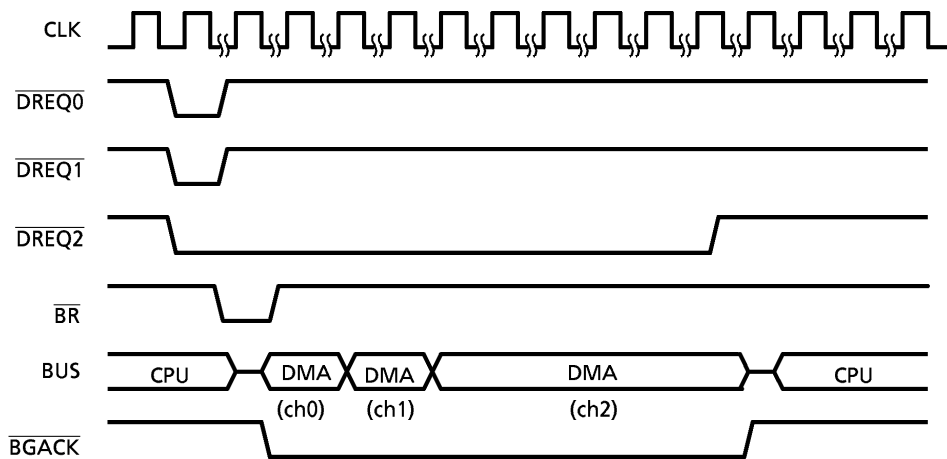 CLK
DREQ0
DREQ1
DREQ2
BR
BUS CPU DMA DMA DMA CPU
(ch0) (ch1) (ch2)
BGACK